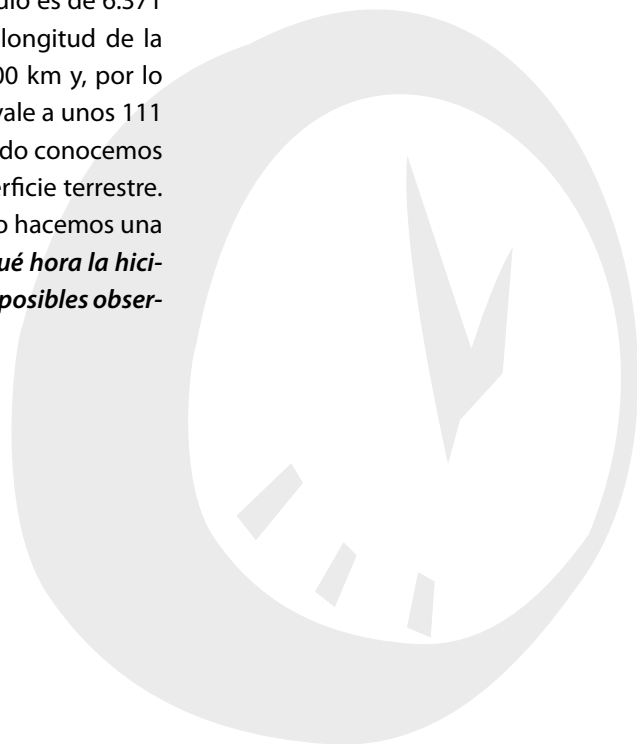 dio es de 6.371
longitud de la
00 km y, por lo
vale a unos 111
do conocemos
erficie terrestre.
o hacemos una
ué hora la hici-
posibles obser-